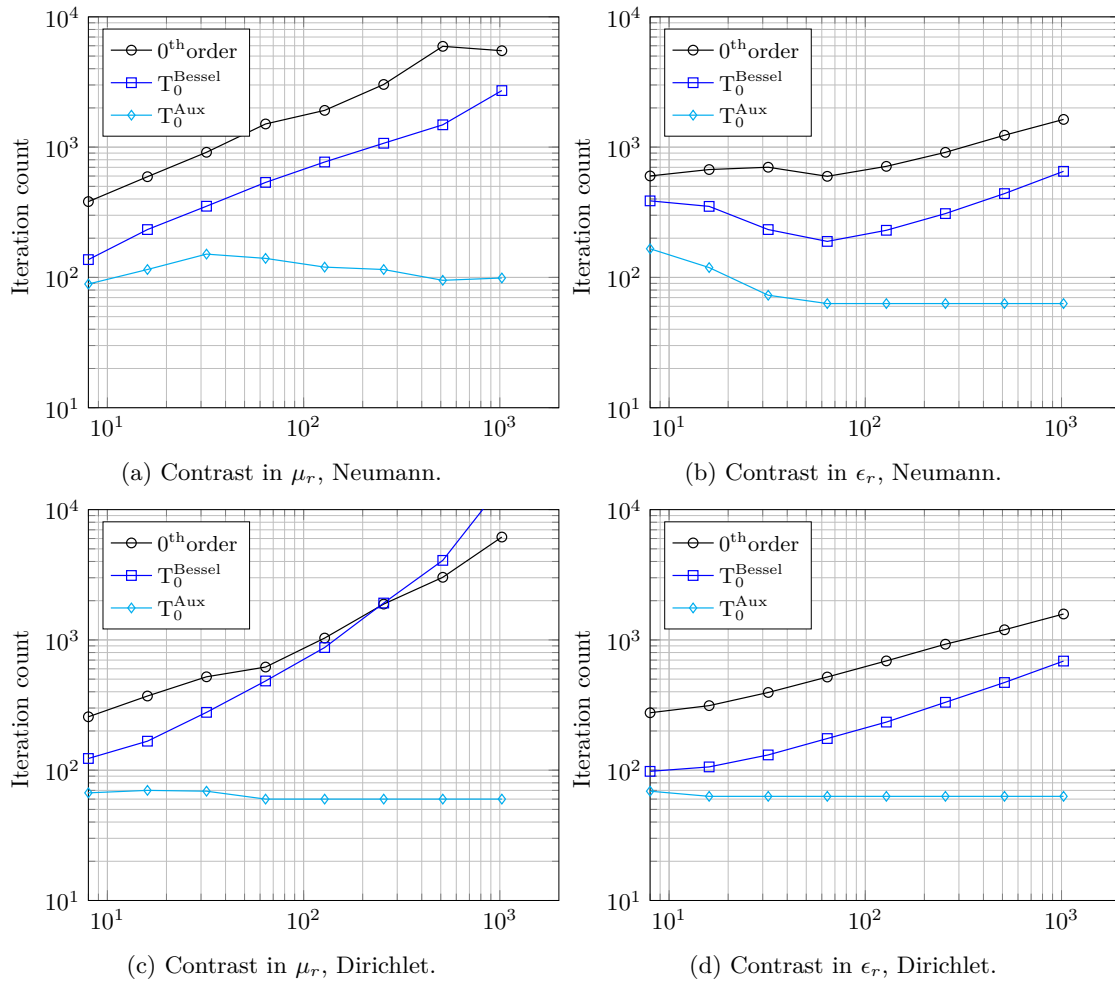 10^4
10^3
10^2
10^1
Iteration count
0^th order
T_0^Bessel
T_0^Aux
10^1 10^2 10^3
(a) Contrast in μ_r, Neumann.
10^4
10^3
10^2
10^1
Iteration count
0^th order
T_0^Bessel
T_0^Aux
10^1 10^2 10^3
(b) Contrast in ϵ_r, Neumann.
10^4
10^3
10^2
10^1
Iteration count
0^th order
T_0^Bessel
T_0^Aux
10^1 10^2 10^3
(c) Contrast in μ_r, Dirichlet.
10^4
10^3
10^2
10^1
Iteration count
0^th order
T_0^Bessel
T_0^Aux
10^1 10^2 10^3
(d) Contrast in ϵ_r, Dirichlet.